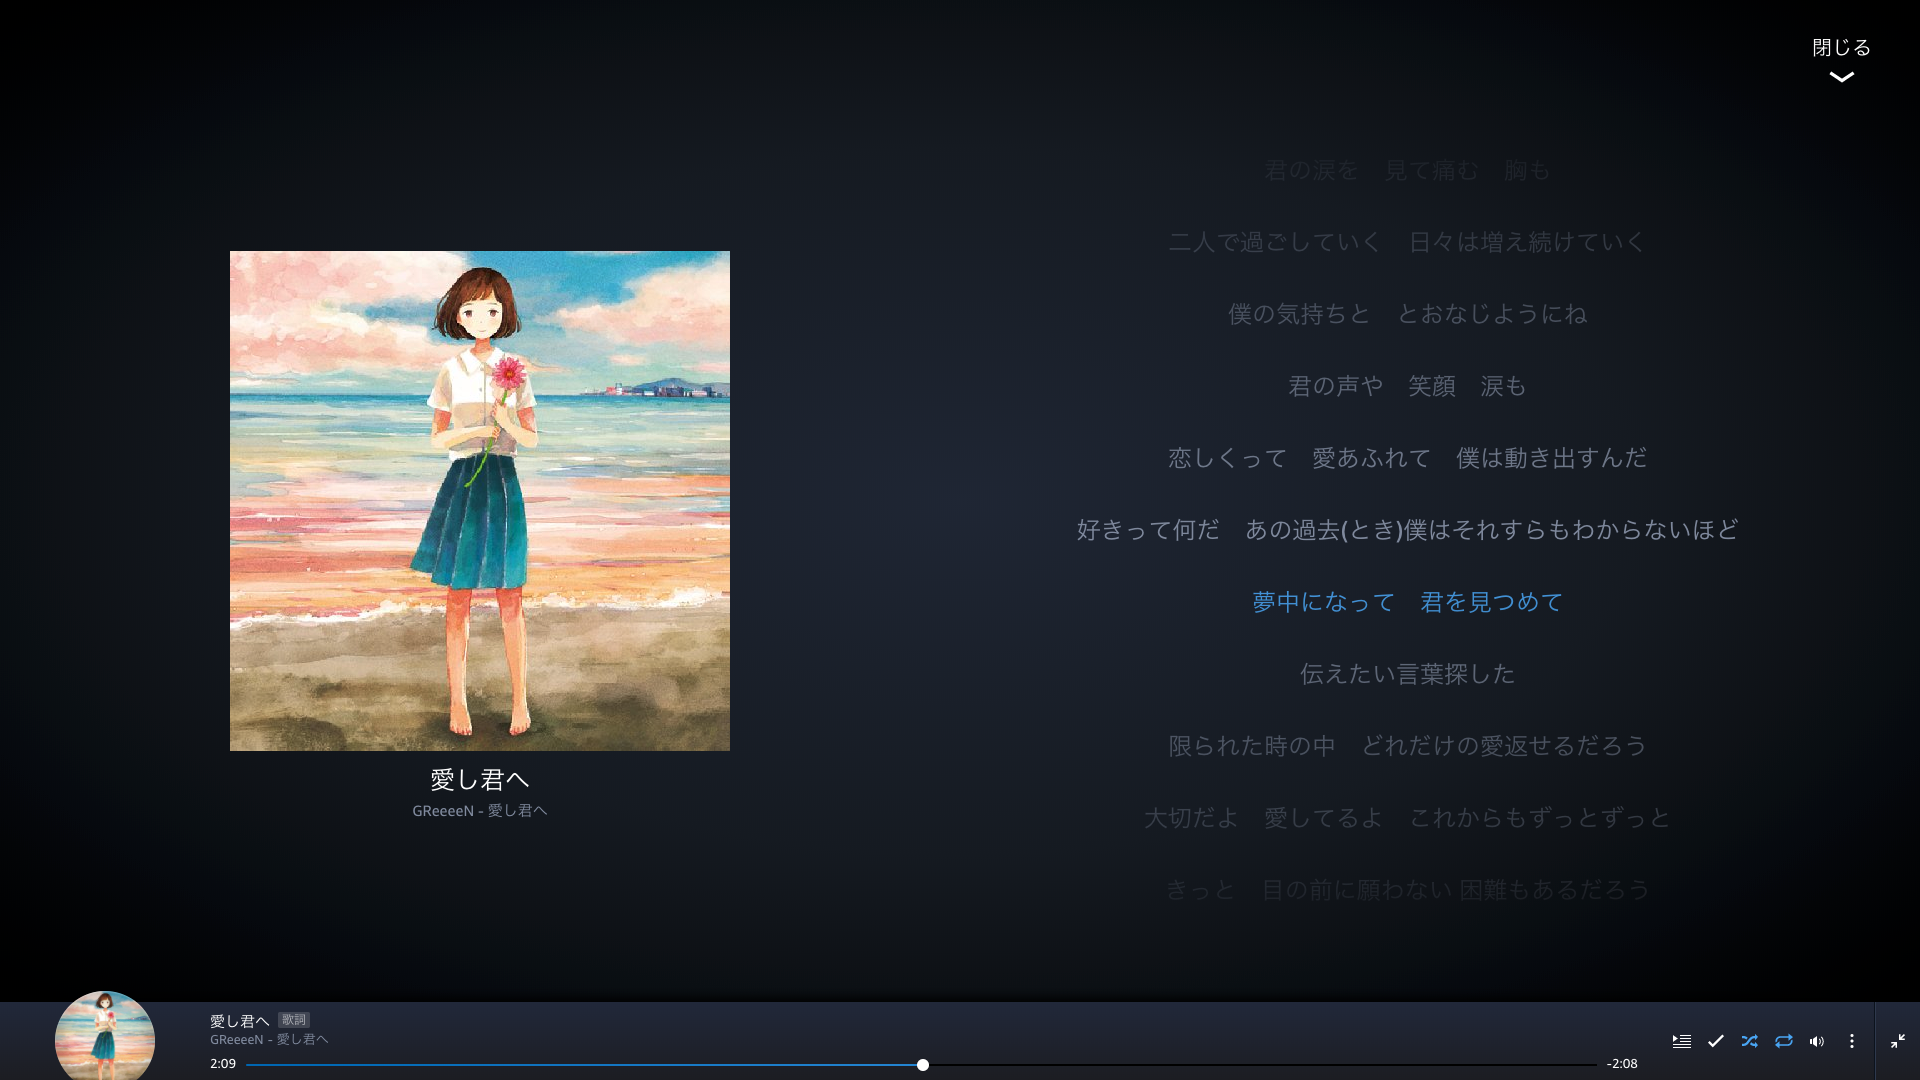 閉じる
君の涙を　見て痛む　胸も
二人で過ごしていく　日々は増え続けていく
僕の気持ちと　とおなじようにね
君の声や　笑顔　涙も
恋しくって　愛あふれて　僕は動き出すんだ
好きって何だ　あの過去(とき)僕はそれすらもわからないほど
夢中になって　君を見つめて
伝えたい言葉探した
限られた時の中　どれだけの愛返せるだろう
大切だよ　愛してるよ　これからもずっとずっと
きっと　目の前に願わない 困難もあるだろう
愛し君へ
GReeeeN - 愛し君へ
愛し君へ 歌詞
GReeeeN - 愛し君へ
2:09
-2:08